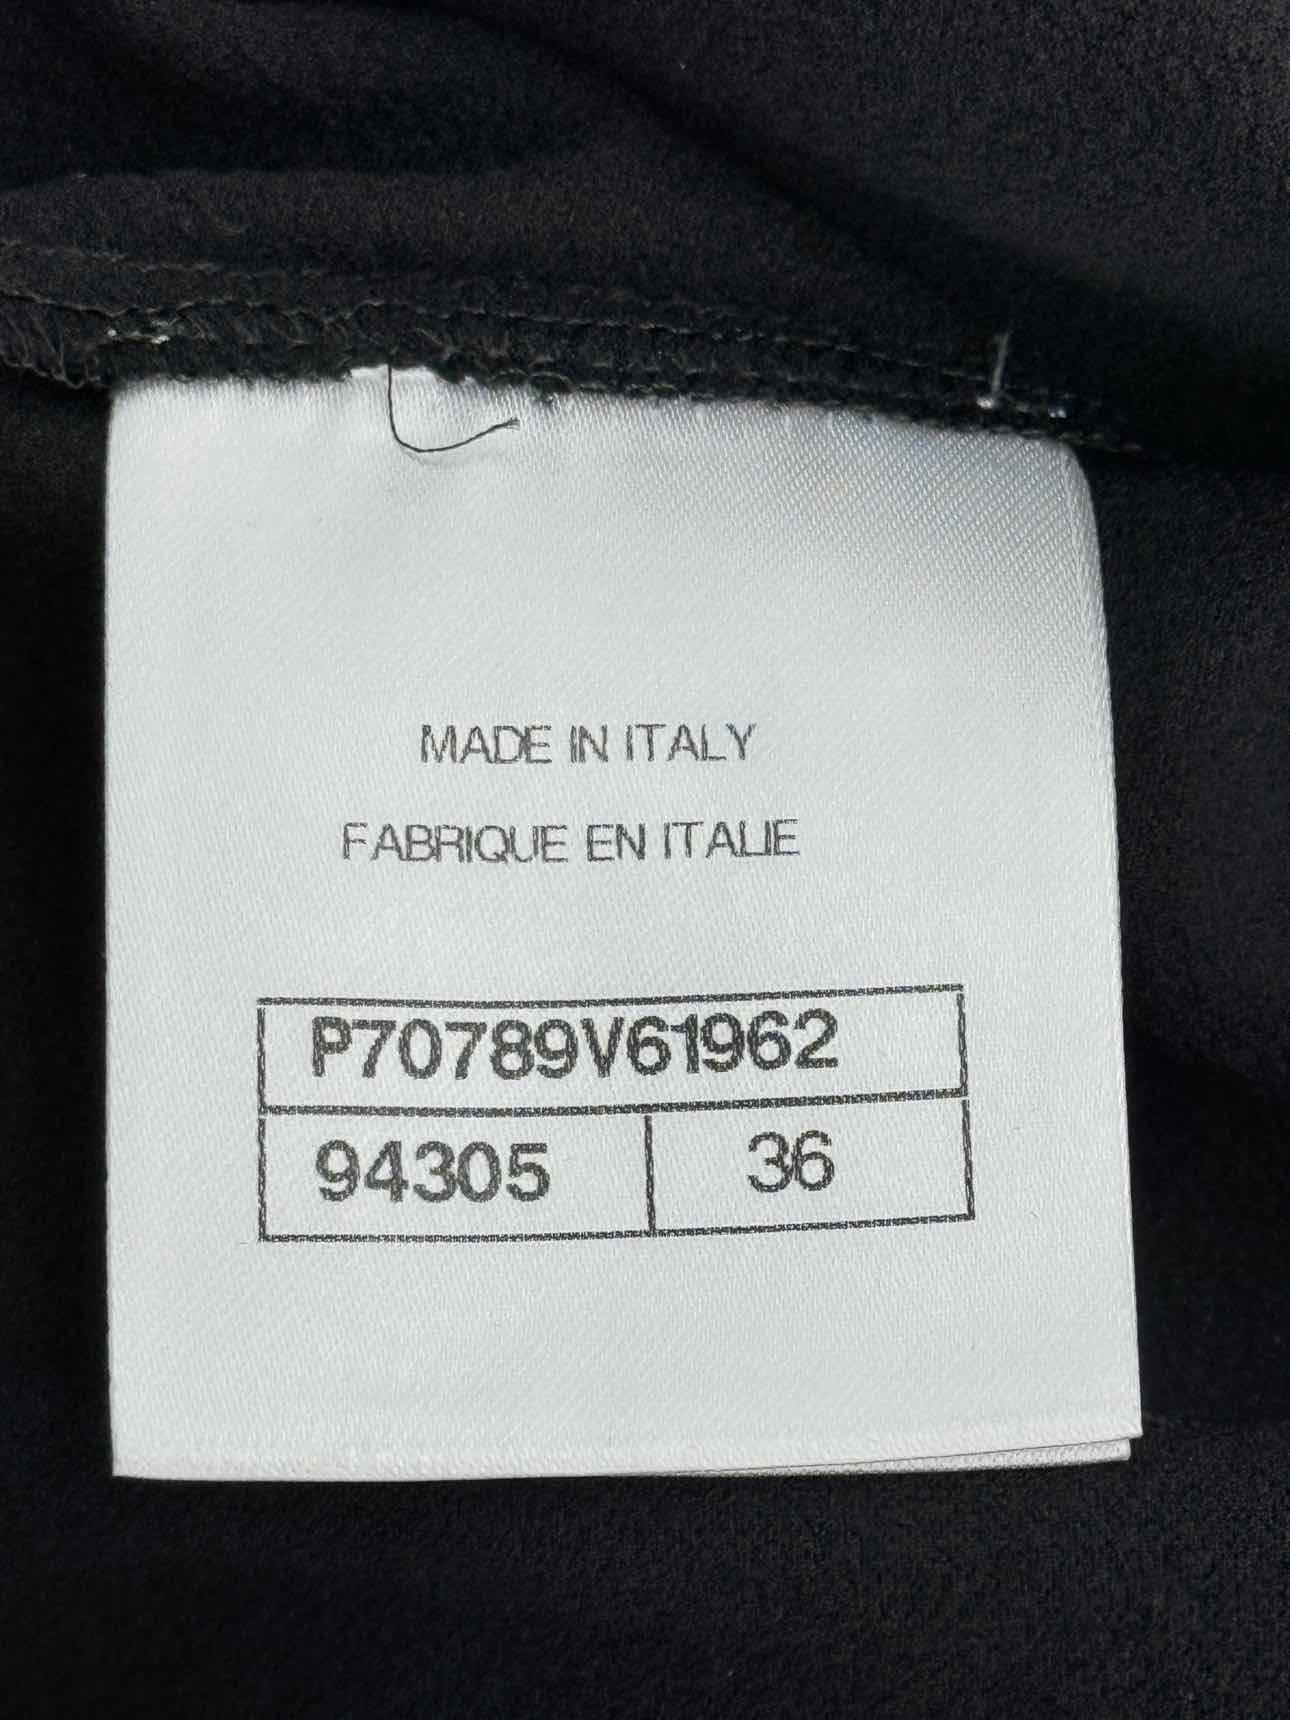 MADE IN ITALY
FABRIQUE EN ITALIE
P70789V61962
94305 36